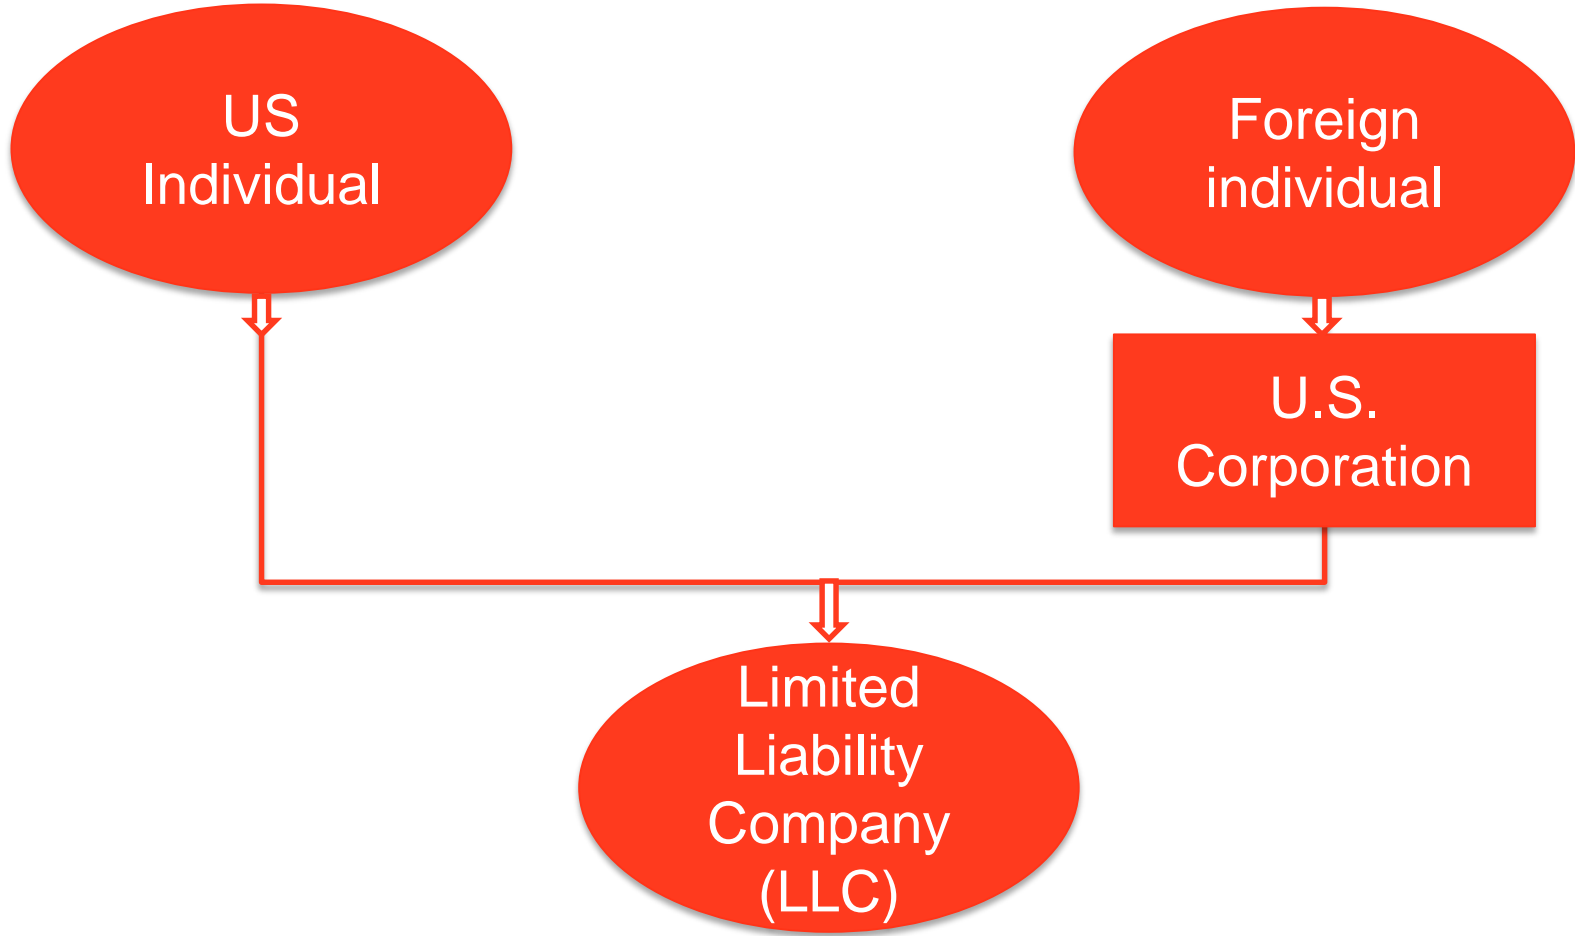 US
Individual
Foreign
individual
U.S.
Corporation
Limited
Liability
Company
(LLC)